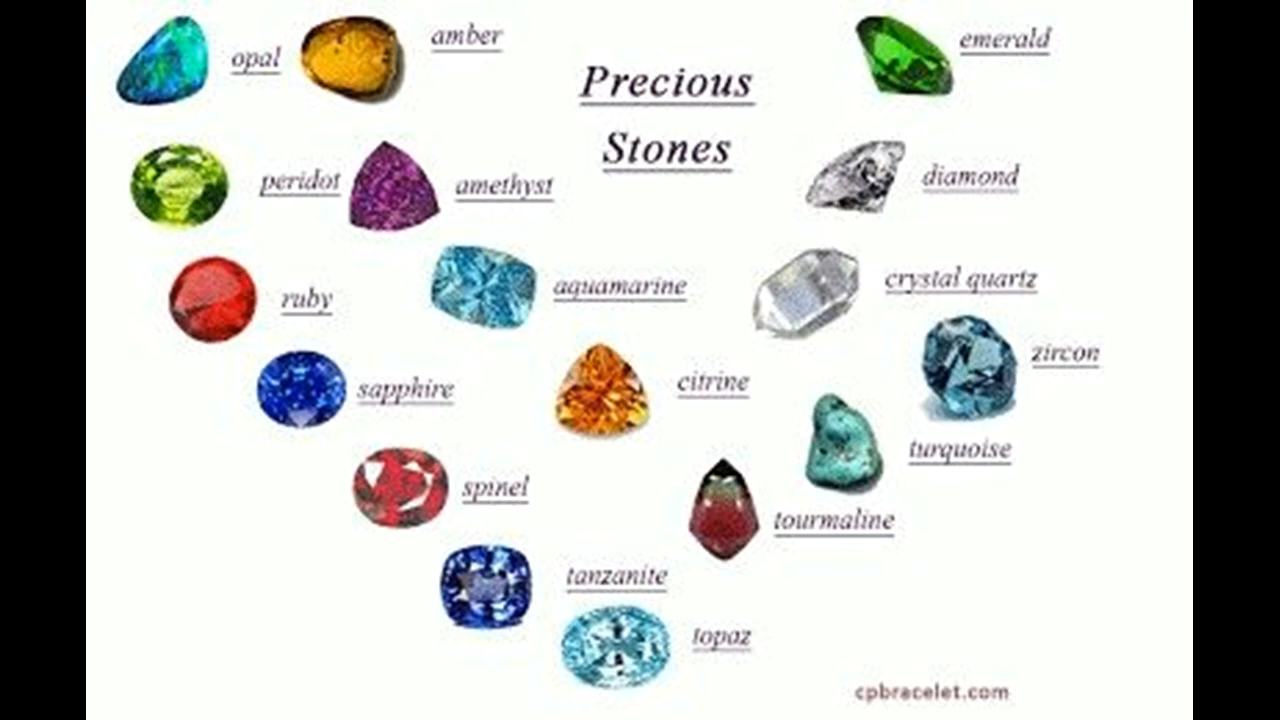 opal
amber
emerald
Precious
Stones
peridot
amethyst
diamond
ruby
aquamarine
crystal quartz
zircon
sapphire
citrine
turquoise
spinel
tourmaline
tanzanite
topaz
cpbracelet.com